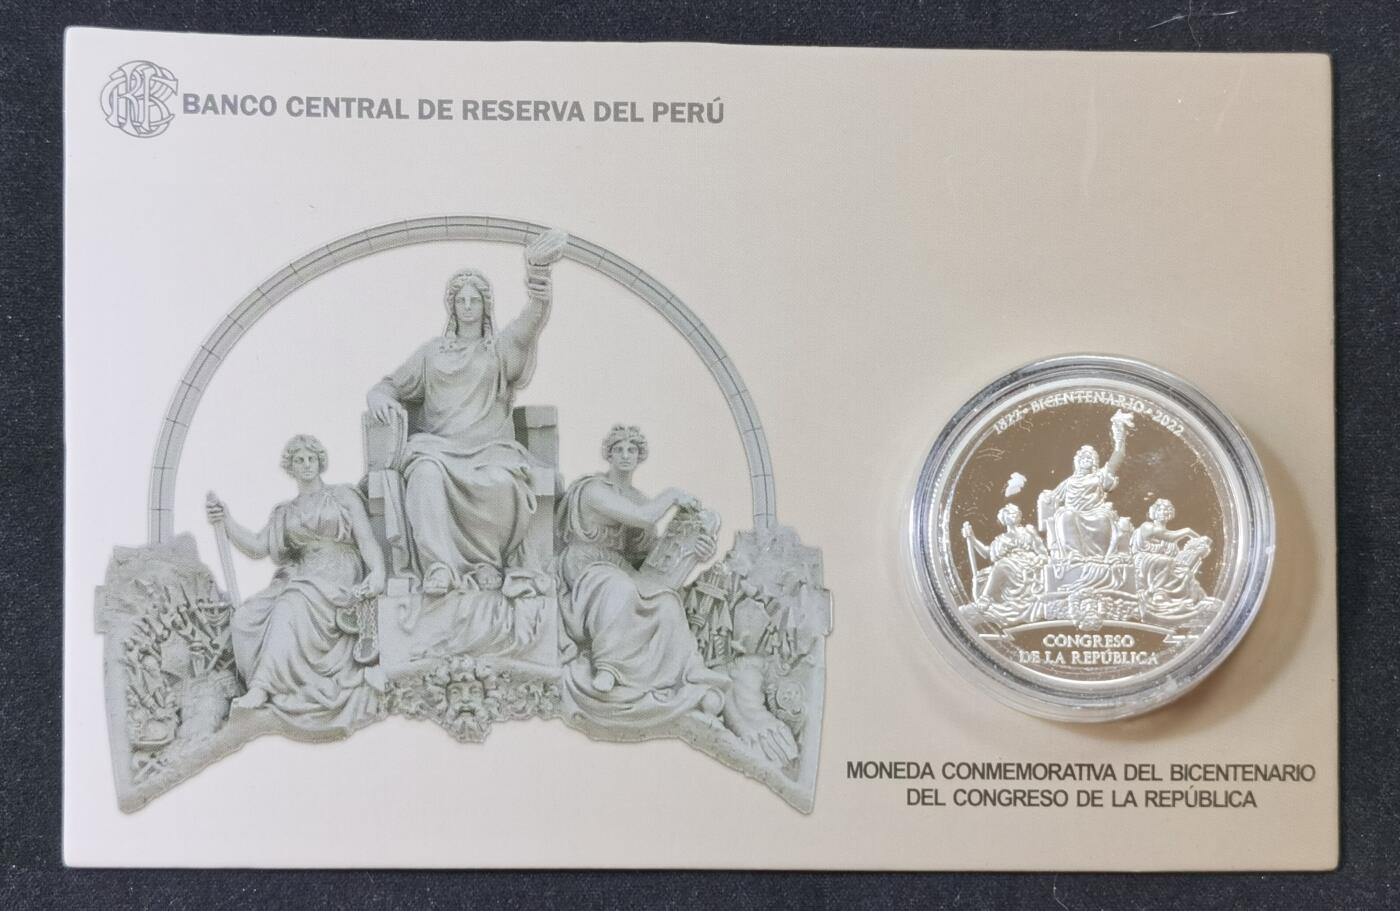 BANCO CENTRAL DE RESERVA DEL PERÚ
1822 • BICENTENARIO • 2022
CONGRESO
DE LA REPÚBLICA
MONEDA CONMEMORATIVA DEL BICENTENARIO
DEL CONGRESO DE LA REPÚBLICA